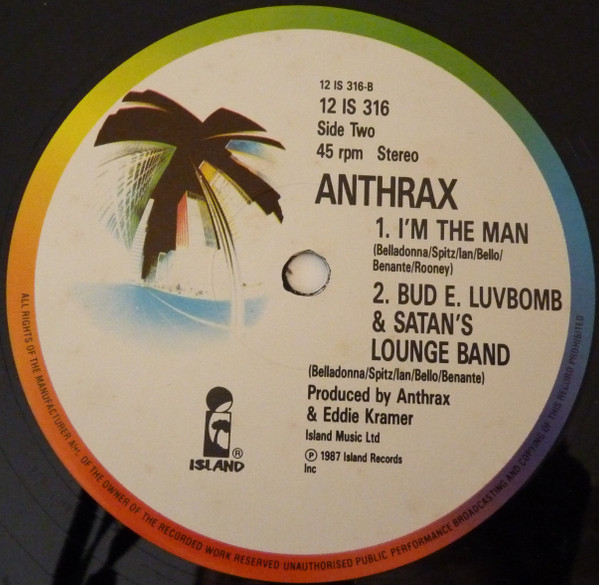 12 IS 316-B
12 IS 316
Side Two
45 rpm Stereo
ANTHRAX
1. I'M THE MAN
(Belladonna/Spitz/Ian/Bello/
Benante/Rooney)
2. BUD E. LUVBOMB
& SATAN'S
LOUNGE BAND
(Belladonna/Spitz/Ian/Bello/Benante)
Produced by Anthrax
& Eddie Kramer
Island Music Ltd
Ⓟ 1987 Island Records
Inc
i
®
ISLAND
ALL RIGHTS OF THE MANUFACTURER AND OF THE OWNER OF THE RECORDED WORK RESERVED UNAUTHORISED PUBLIC PERFORMANCE BROADCASTING AND COPYING OF THIS RECORD PROHIBITED